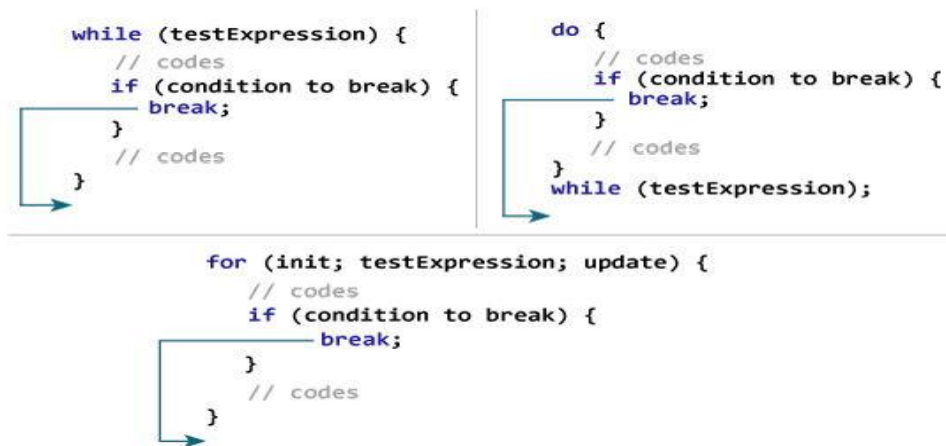 while (testExpression) {
// codes
if (condition to break) {
break;
}
// codes
}
do {
// codes
if (condition to break) {
break;
}
// codes
}
while (testExpression);
for (init; testExpression; update) {
// codes
if (condition to break) {
break;
}
// codes
}